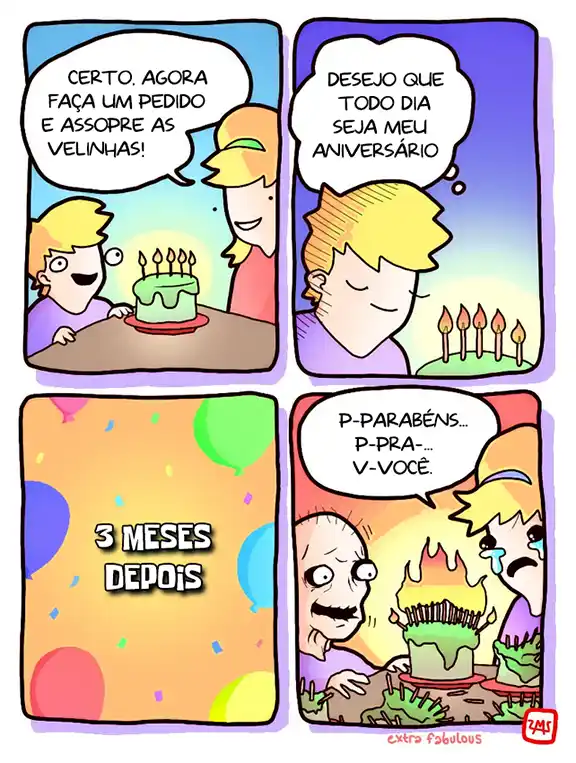 CERTO, AGORA
FAÇA UM PEDIDO
E ASSOPRE AS
VELINHAS!
DESEJO QUE
TODO DIA
SEJA MEU
ANIVERSÁRIO
3 MESES
DEPOIS
P-PARABÉNS...
P-PRA-...
V-VOCÊ.
extra fabulous